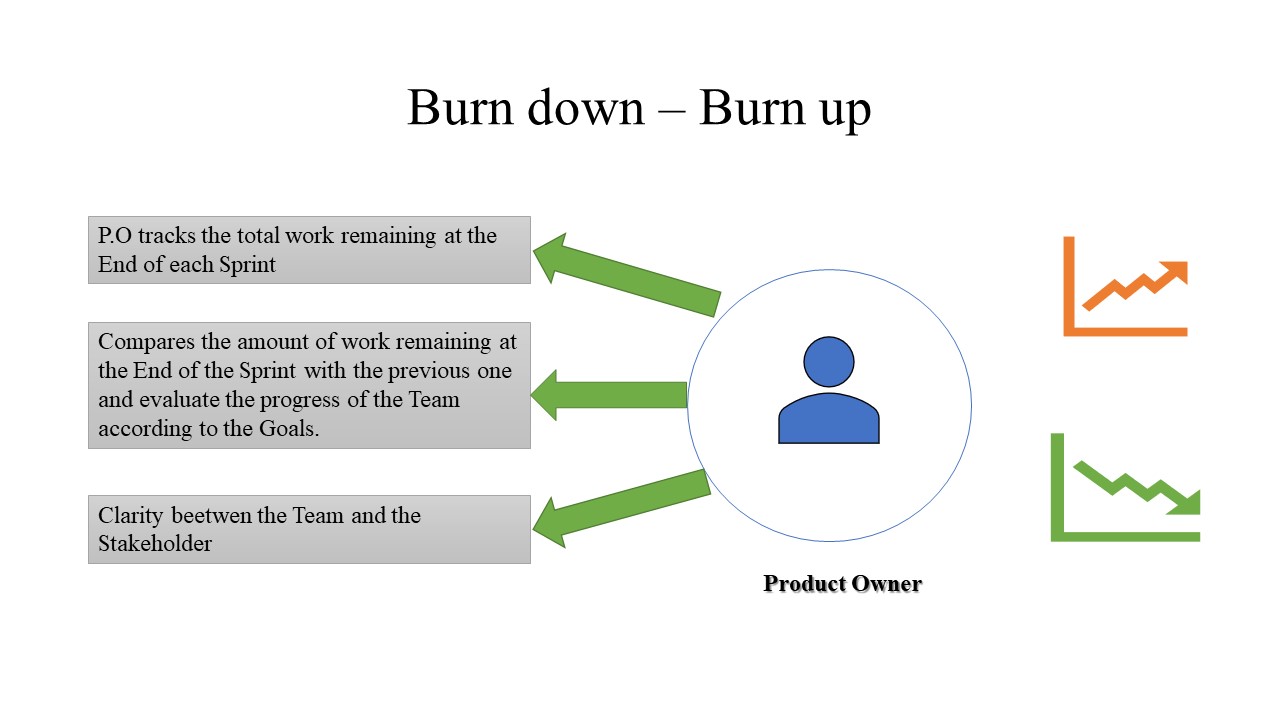 Burn down – Burn up
P.O tracks the total work remaining at the
End of each Sprint
Compares the amount of work remaining at
the End of the Sprint with the previous one
and evaluate the progress of the Team
according to the Goals.
Clarity beetwen the Team and the
Stakeholder
Product Owner